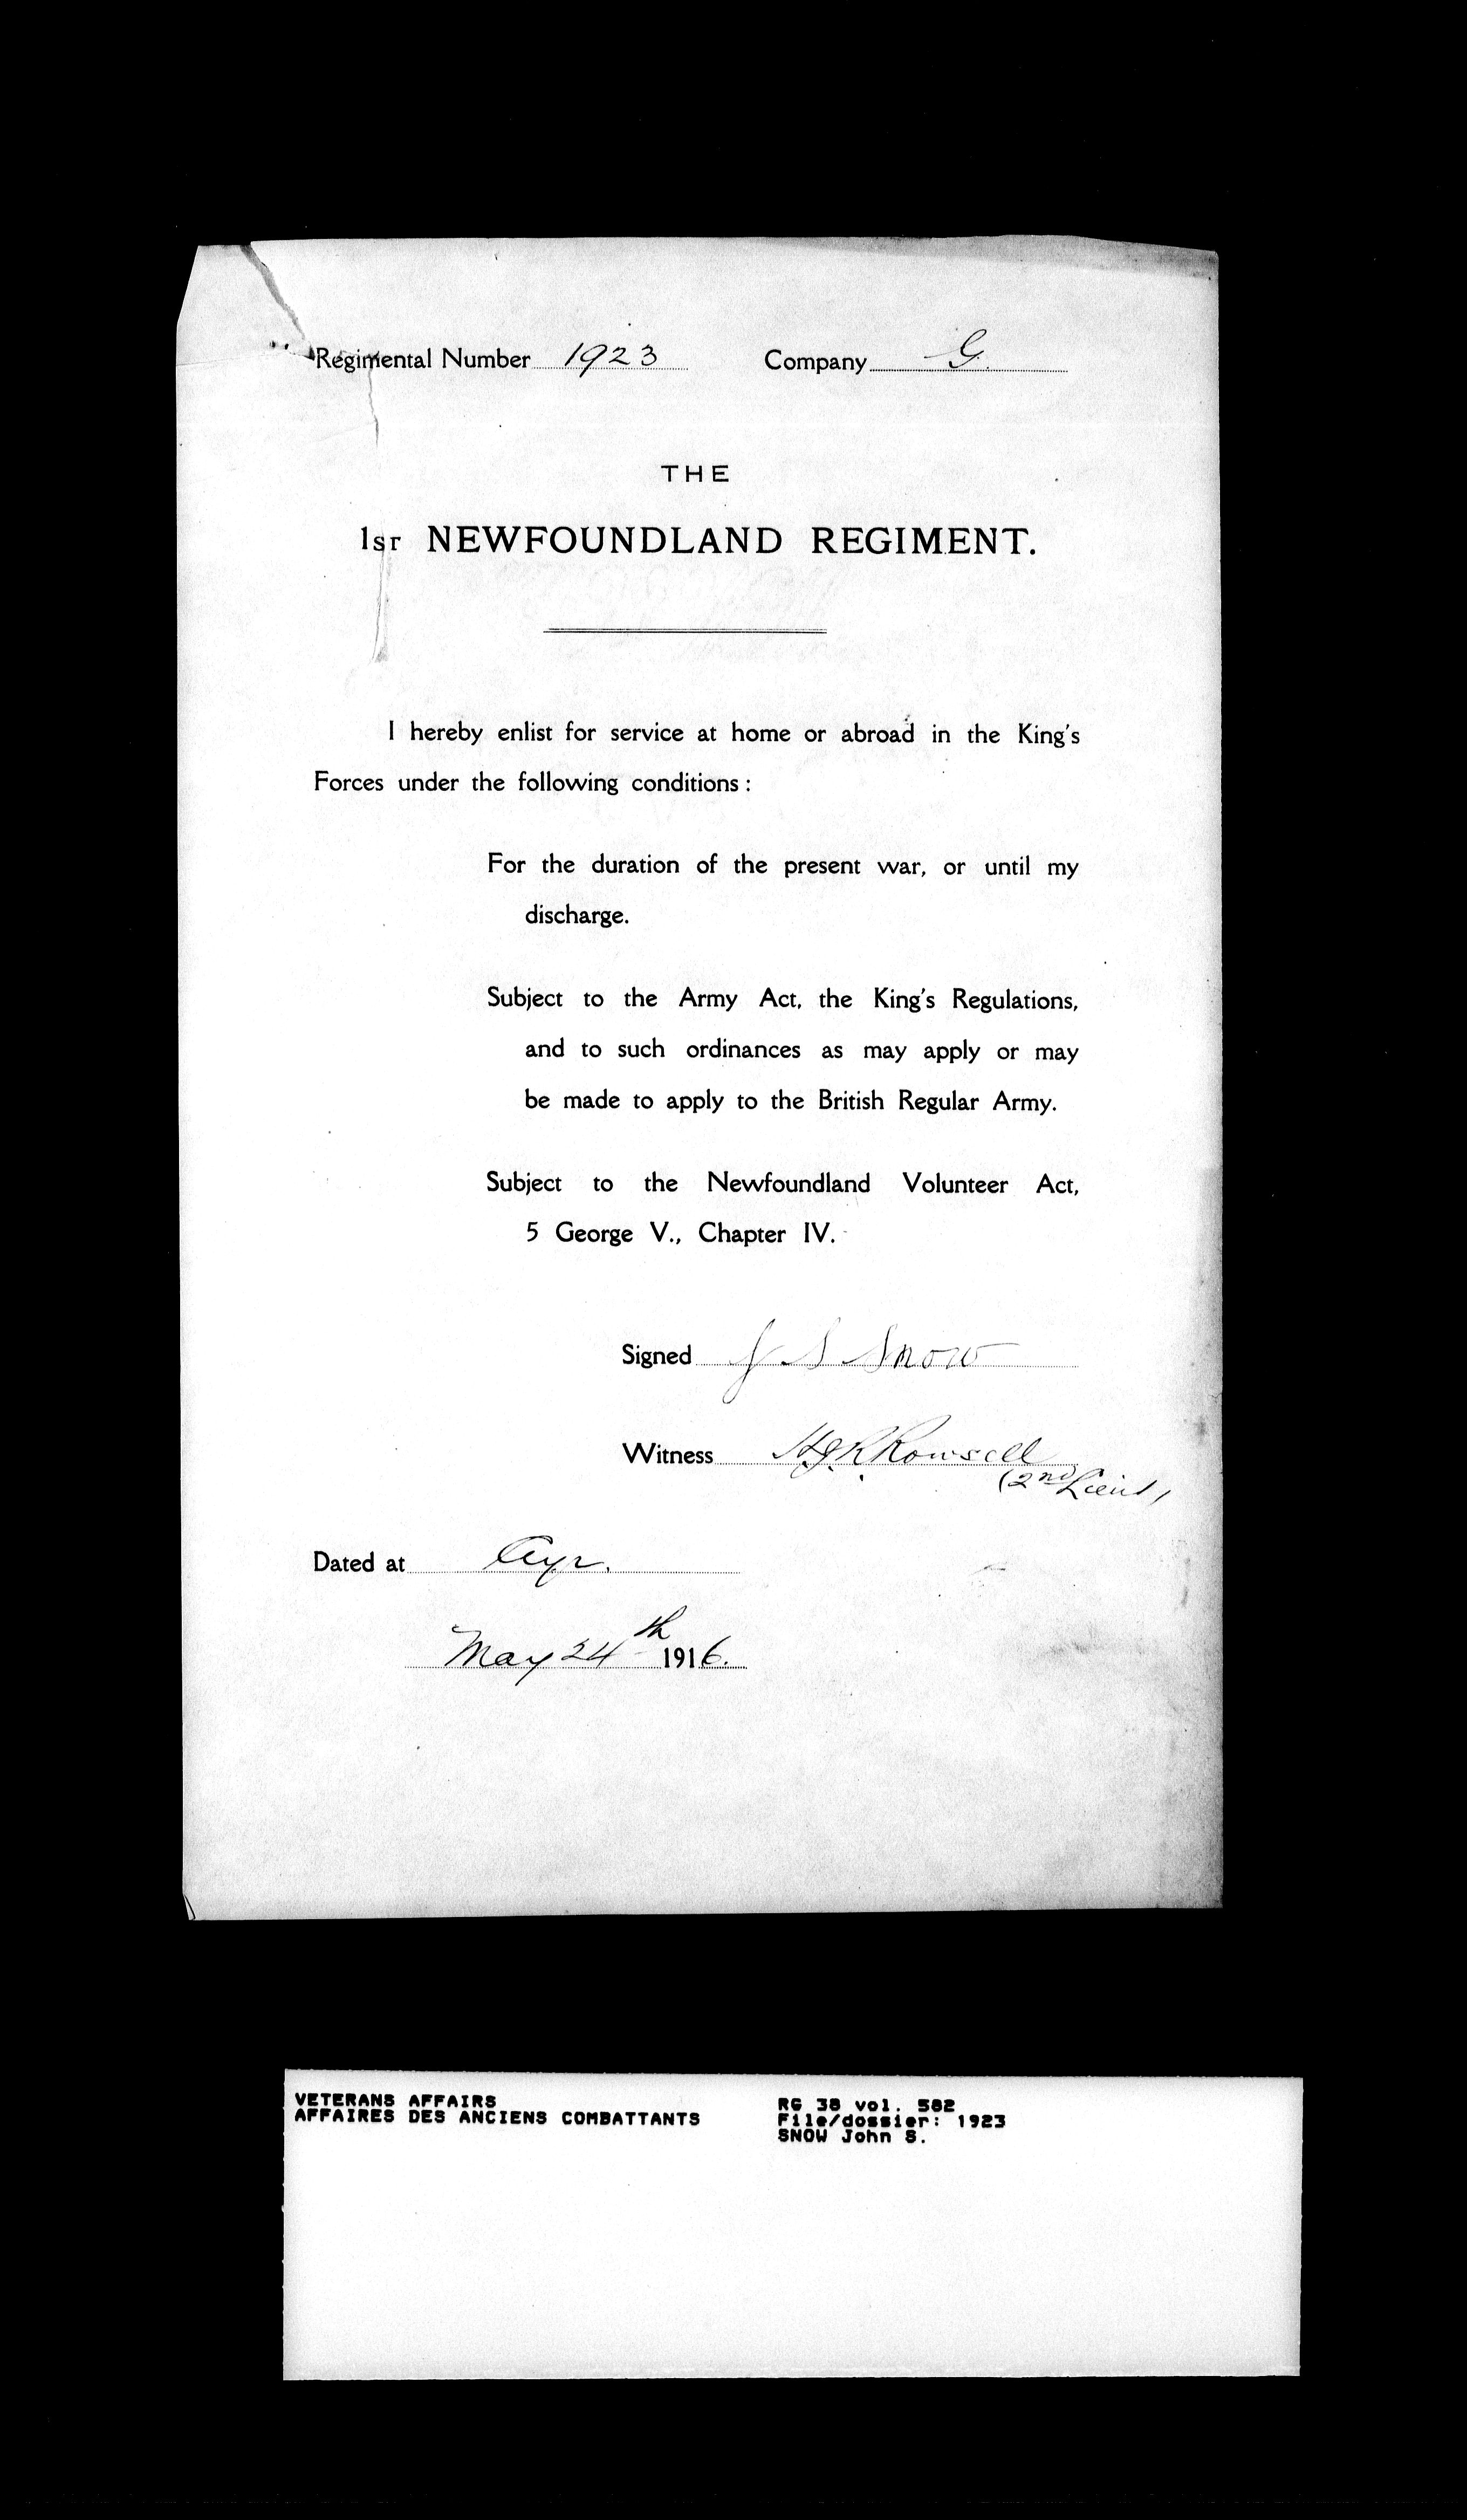 Regimental Number 1923 Company G.
THE
1ST NEWFOUNDLAND REGIMENT.
I hereby enlist for service at home or abroad in the King's
Forces under the following conditions:
For the duration of the present war, or until my
discharge.
Subject to the Army Act, the King's Regulations,
and to such ordinances as may apply or may
be made to apply to the British Regular Army.
Subject to the Newfoundland Volunteer Act,
5 George V., Chapter IV.
Signed J S Snow
Witness H.J.R. Rowsell
(2nd Lieut)
Dated at Ayr.
May 24th 1916.
VETERANS AFFAIRS RG 38 vol. 582
AFFAIRES DES ANCIENS COMBATTANTS File/dossier: 1923
SNOW John S.